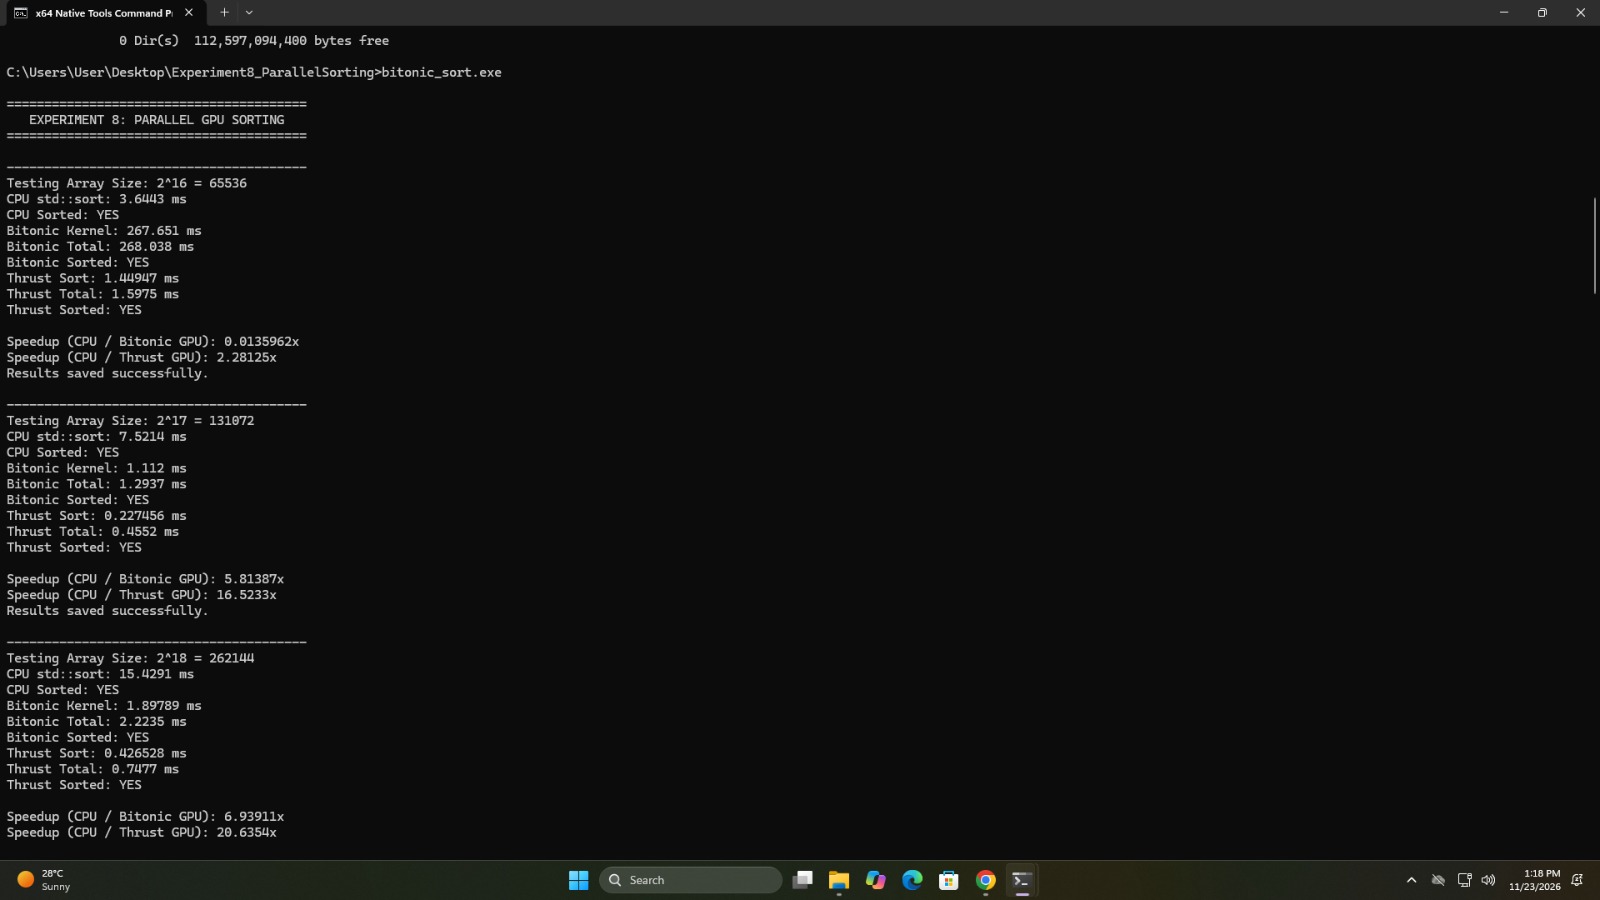 x64 Native Tools Command P
0 Dir(s)  112,597,094,400 bytes free
C:\Users\User\Desktop\Experiment8_ParallelSorting>bitonic_sort.exe
========================================
EXPERIMENT 8: PARALLEL GPU SORTING
========================================
----------------------------------------
Testing Array Size: 2^16 = 65536
CPU std::sort: 3.6443 ms
CPU Sorted: YES
Bitonic Kernel: 267.651 ms
Bitonic Total: 268.038 ms
Bitonic Sorted: YES
Thrust Sort: 1.44947 ms
Thrust Total: 1.5975 ms
Thrust Sorted: YES
Speedup (CPU / Bitonic GPU): 0.0135962x
Speedup (CPU / Thrust GPU): 2.28125x
Results saved successfully.
----------------------------------------
Testing Array Size: 2^17 = 131072
CPU std::sort: 7.5214 ms
CPU Sorted: YES
Bitonic Kernel: 1.112 ms
Bitonic Total: 1.2937 ms
Bitonic Sorted: YES
Thrust Sort: 0.227456 ms
Thrust Total: 0.4552 ms
Thrust Sorted: YES
Speedup (CPU / Bitonic GPU): 5.81387x
Speedup (CPU / Thrust GPU): 16.5233x
Results saved successfully.
----------------------------------------
Testing Array Size: 2^18 = 262144
CPU std::sort: 15.4291 ms
CPU Sorted: YES
Bitonic Kernel: 1.89789 ms
Bitonic Total: 2.2235 ms
Bitonic Sorted: YES
Thrust Sort: 0.426528 ms
Thrust Total: 0.7477 ms
Thrust Sorted: YES
Speedup (CPU / Bitonic GPU): 6.93911x
Speedup (CPU / Thrust GPU): 20.6354x
28°C
Sunny
Search
1:18 PM
11/23/2026